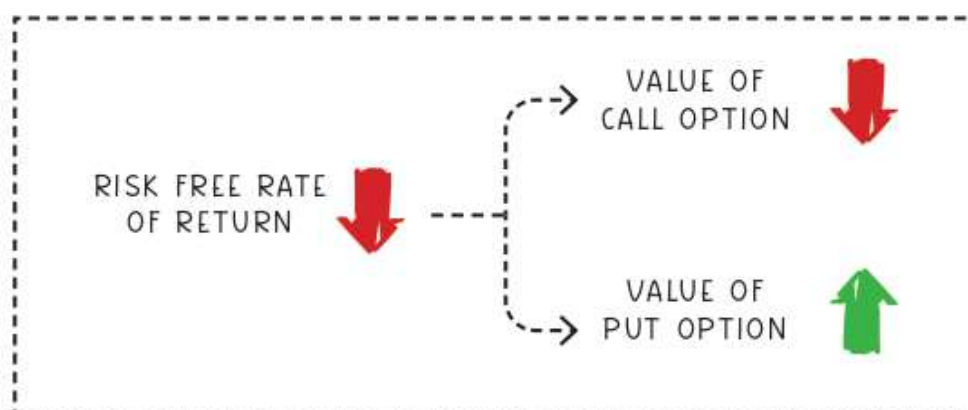 VALUE OF
CALL OPTION
RISK FREE RATE
OF RETURN
VALUE OF
PUT OPTION